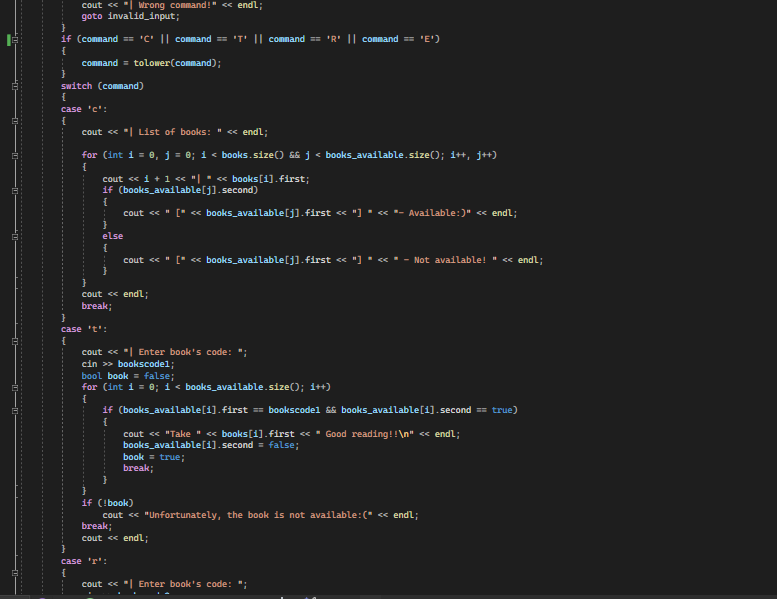 cout << "| Wrong command!" << endl;
goto invalid_input;
}
if (command == 'C' || command == 'T' || command == 'R' || command == 'E')
{
command = tolower(command);
}
switch (command)
{
case 'c':
{
cout << "| List of books: " << endl;
for (int i = 0, j = 0; i < books.size() && j < books_available.size(); i++, j++)
{
cout << i + 1 << "| " << books[i].first;
if (books_available[j].second)
{
cout << " [" << books_available[j].first << "] " << "- Available:)" << endl;
}
else
{
cout << " [" << books_available[j].first << "] " << " - Not available! " << endl;
}
}
cout << endl;
break;
}
case 't':
{
cout << "| Enter book's code: ";
cin >> bookscode1;
bool book = false;
for (int i = 0; i < books_available.size(); i++)
{
if (books_available[i].first == bookscode1 && books_available[i].second == true)
{
cout << "Take " << books[i].first << " Good reading!!\n" << endl;
books_available[i].second = false;
book = true;
break;
}
}
if (!book)
cout << "Unfortunately, the book is not available:(" << endl;
break;
cout << endl;
}
case 'r':
{
cout << "| Enter book's code: ";